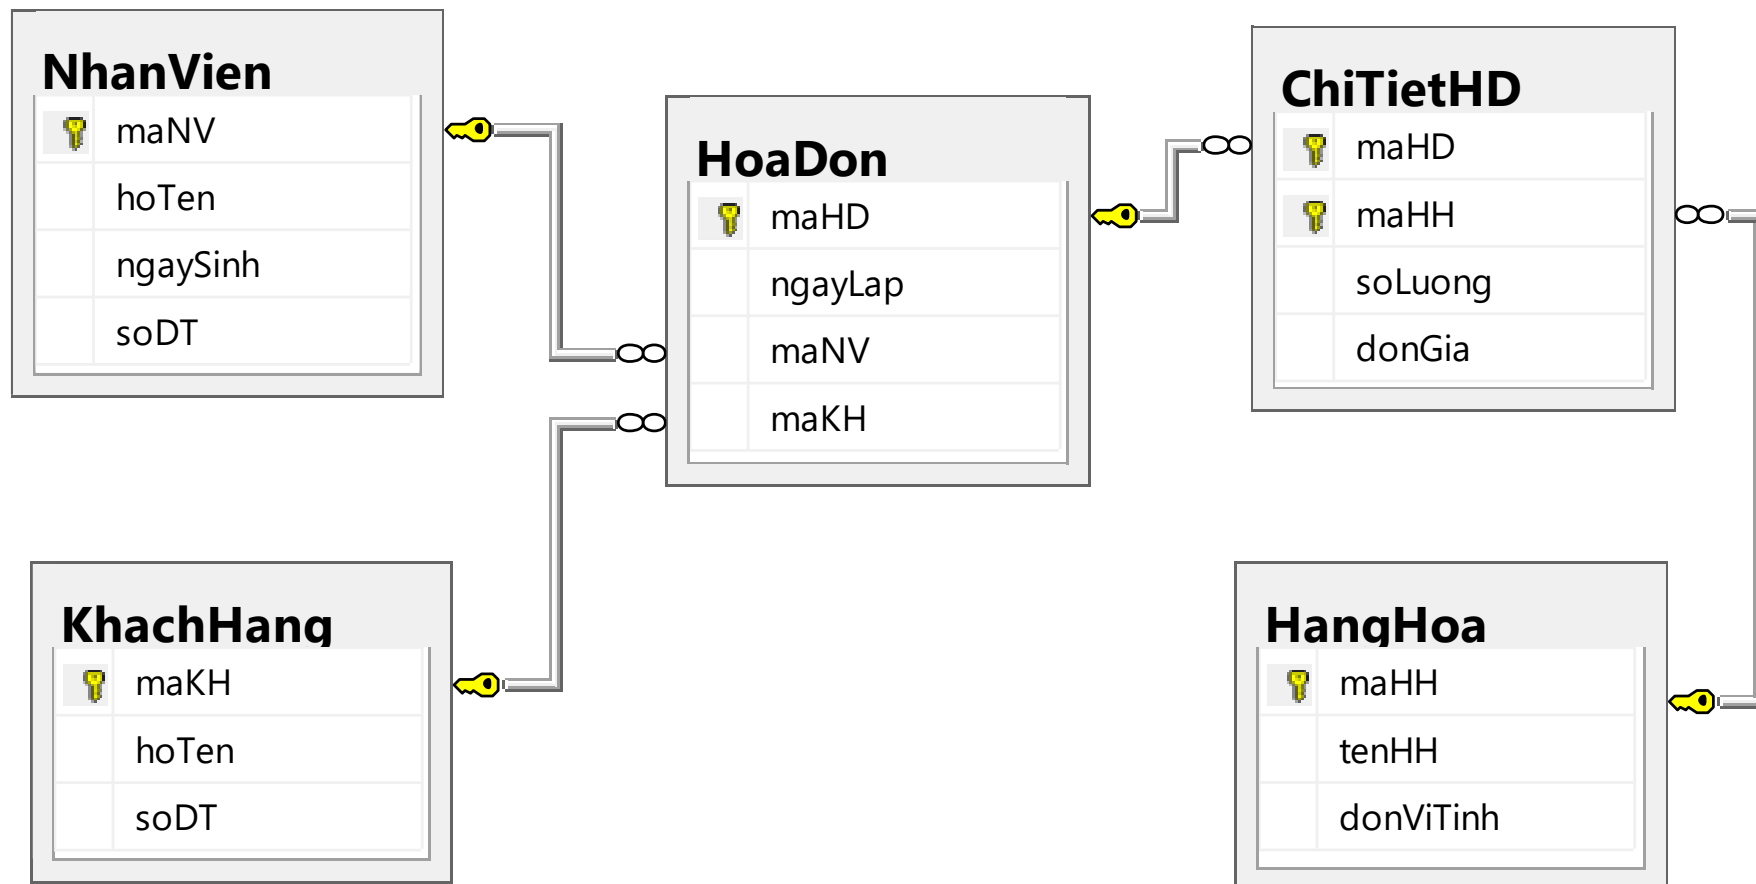 NhanVien
maNV
hoTen
ngaySinh
soDT
HoaDon
maHD
ngayLap
maNV
maKH
ChiTietHD
maHD
maHH
soLuong
donGia
KhachHang
maKH
hoTen
soDT
HangHoa
maHH
tenHH
donViTinh